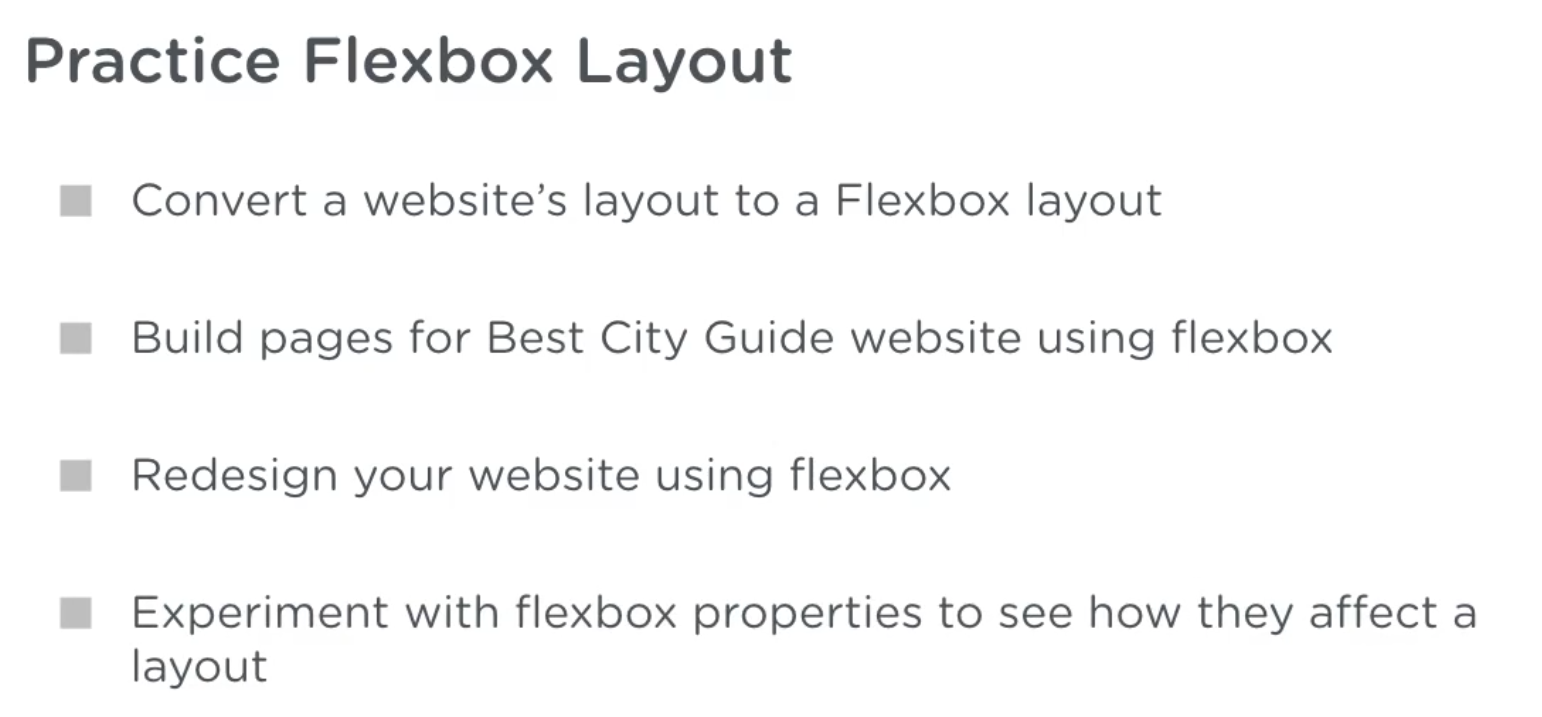 Practice Flexbox Layout
Convert a website’s layout to a Flexbox layout
Build pages for Best City Guide website using flexbox
Redesign your website using flexbox
Experiment with flexbox properties to see how they affect a
layout